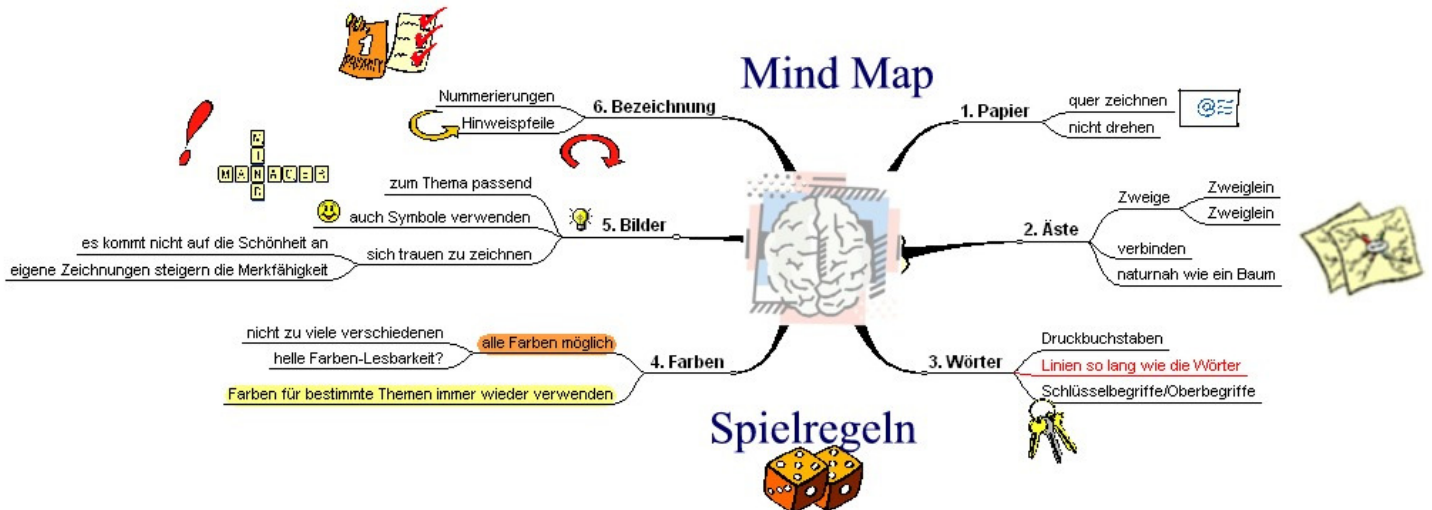 Mind Map
1. Papier
quer zeichnen
nicht drehen
2. Äste
Zweige
Zweiglein
Zweiglein
verbinden
naturnah wie ein Baum
3. Wörter
Druckbuchstaben
Linien so lang wie die Wörter
Schlüsselbegriffe/Oberbegriffe
4. Farben
alle Farben möglich
nicht zu viele verschiedenen
helle Farben-Lesbarkeit?
Farben für bestimmte Themen immer wieder verwenden
5. Bilder
zum Thema passend
auch Symbole verwenden
sich trauen zu zeichnen
es kommt nicht auf die Schönheit an
eigene Zeichnungen steigern die Merkfähigkeit
6. Bezeichnung
Nummerierungen
Hinweispfeile
1
PRIORITY
MIND
MANAGER
@
Spielregeln